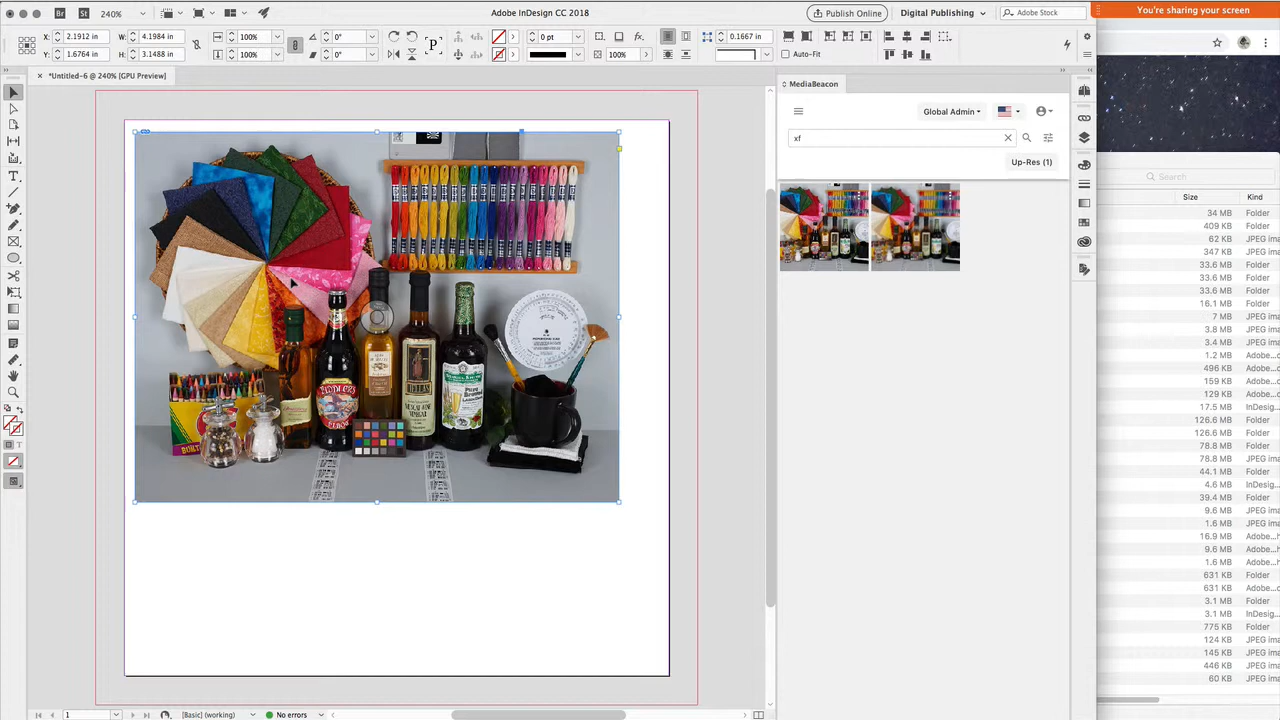 Br St 240% Adobe InDesign CC 2018 Publish Online Digital Publishing Adobe Stock
You're sharing your screen
X: 2.1912 in W: 4.1984 in 100% 0° P 0 pt fx. 0.1667 in
Y: 1.6764 in H: 3.1488 in 100% 0° 100% Auto-Fit
*Untitled-6 @ 240% [GPU Preview]
MediaBeacon
Global Admin
xf
Up-Res (1)
Search
Size Kind
34 MB Folder
409 KB Folder
62 KB JPEG ima
347 KB JPEG ima
33.6 MB Folder
33.6 MB Folder
33.6 MB Folder
16.1 MB Folder
7 MB JPEG ima
3.8 MB JPEG ima
3.4 MB JPEG ima
1.2 MB Adobe...
496 KB Adobe...
159 KB Adobe...
129 KB Adobe...
17.5 MB InDesig...
126.6 MB Folder
126.6 MB Folder
78.8 MB Folder
78.8 MB JPEG ima
44.1 MB JPEG ima
4.6 MB InDesig...
39.4 MB JPEG ima
9.6 MB JPEG ima
1.6 MB JPEG ima
16.9 MB Adobe...h
9.6 MB Adobe...h
1.6 MB Adobe...h
631 KB Folder
631 KB Adobe...c
3.1 MB Folder
3.1 MB InDesig...
775 KB Folder
124 KB JPEG ima
145 KB JPEG ima
446 KB JPEG ima
60 KB JPEG ima
1 [Basic] (working) No errors